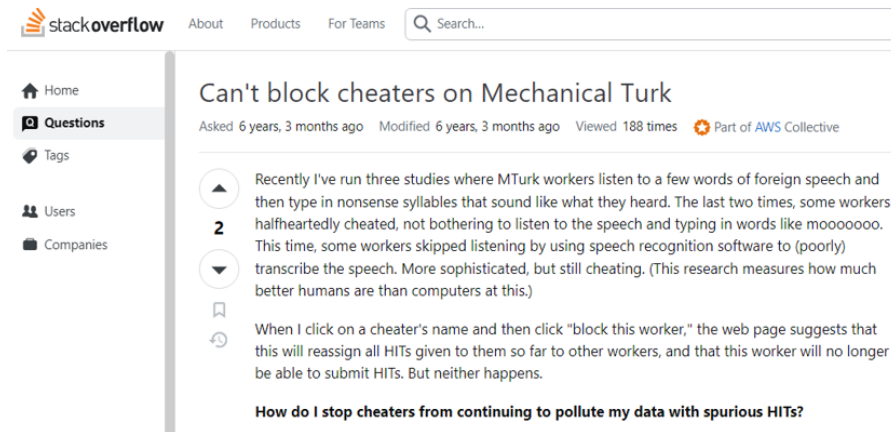 stackoverflow About Products For Teams Search...
Home
Questions
Tags
Users
Companies
Can't block cheaters on Mechanical Turk
Asked 6 years, 3 months ago Modified 6 years, 3 months ago Viewed 188 times Part of AWS Collective
2
Recently I've run three studies where MTurk workers listen to a few words of foreign speech and
then type in nonsense syllables that sound like what they heard. The last two times, some workers
halfheartedly cheated, not bothering to listen to the speech and typing in words like mooooooo.
This time, some workers skipped listening by using speech recognition software to (poorly)
transcribe the speech. More sophisticated, but still cheating. (This research measures how much
better humans are than computers at this.)
When I click on a cheater's name and then click "block this worker," the web page suggests that
this will reassign all HITs given to them so far to other workers, and that this worker will no longer
be able to submit HITs. But neither happens.
How do I stop cheaters from continuing to pollute my data with spurious HITs?